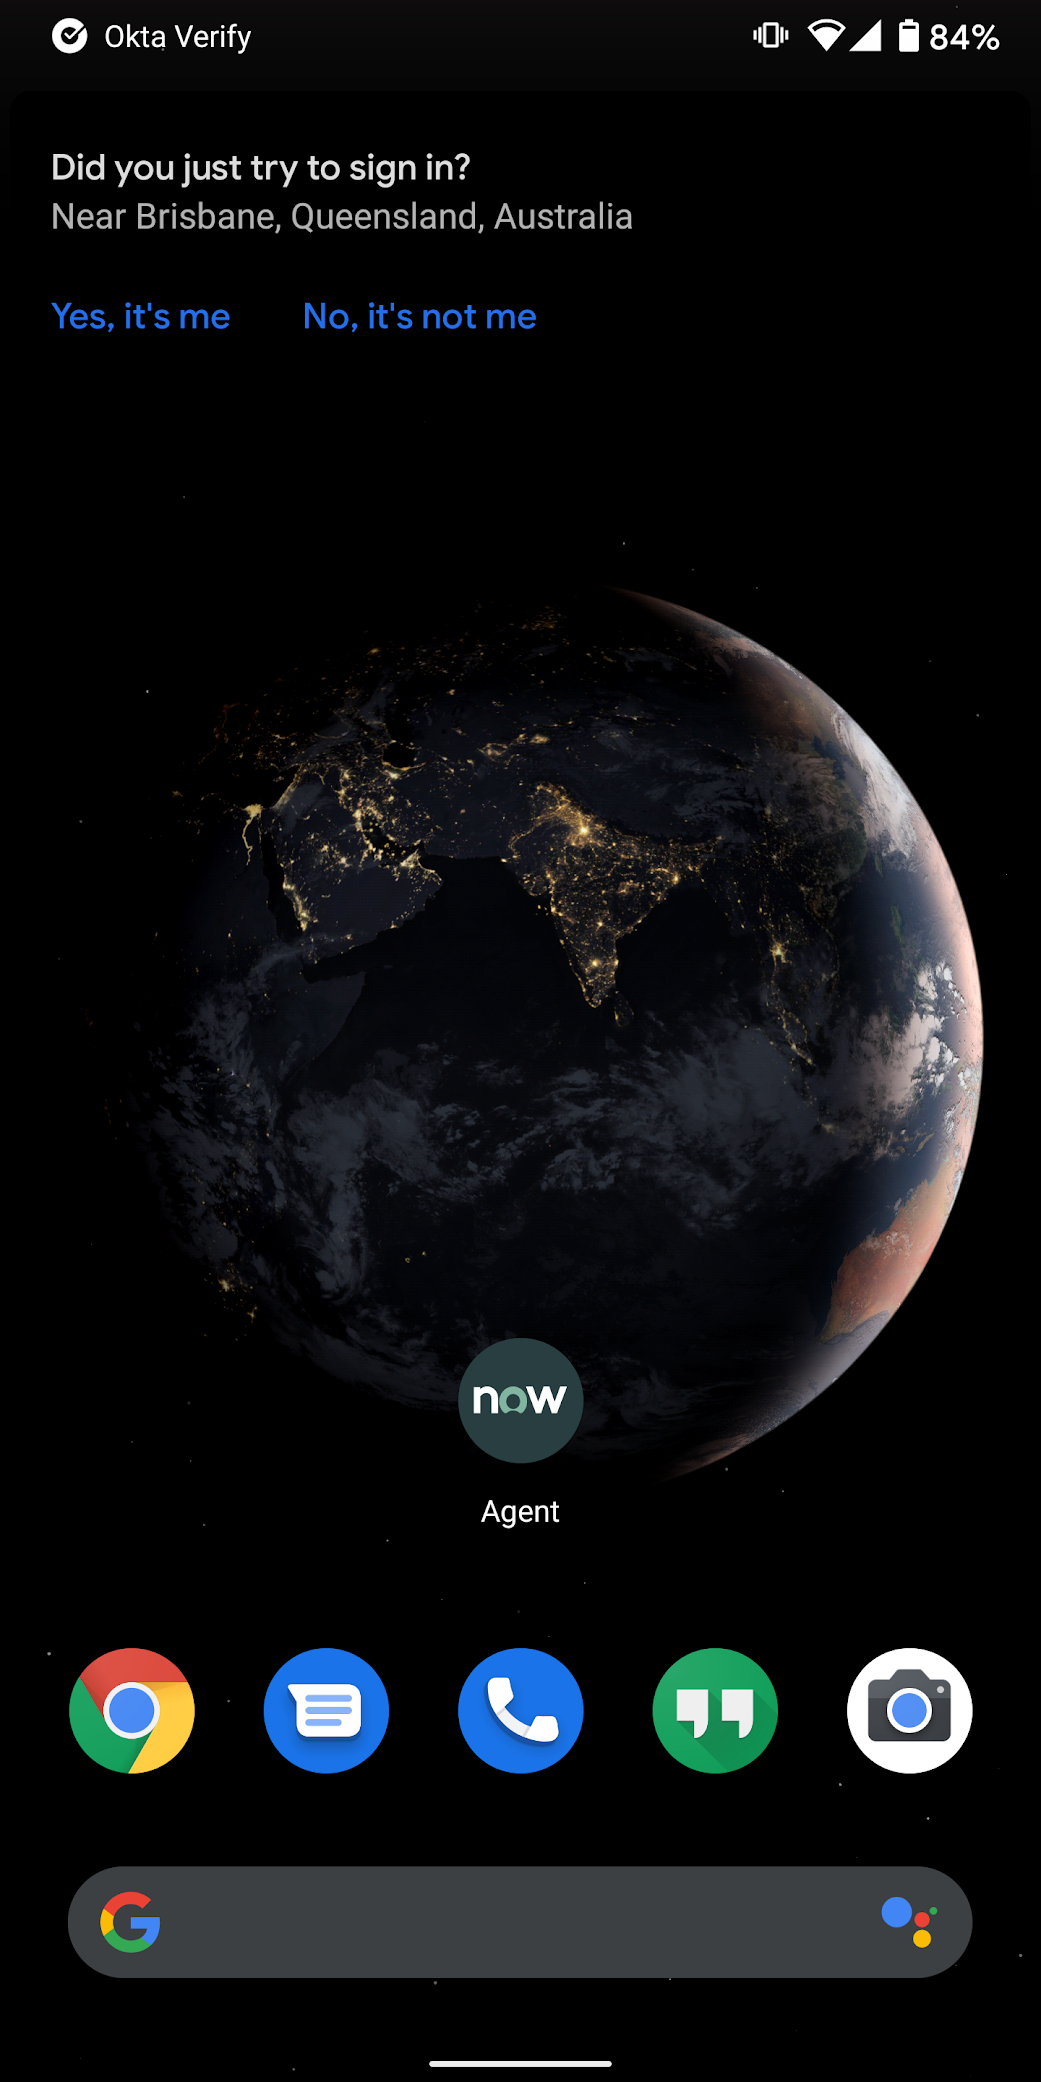 Okta Verify
84%
Did you just try to sign in?
Near Brisbane, Queensland, Australia
Yes, it's me No, it's not me
now
Agent
G